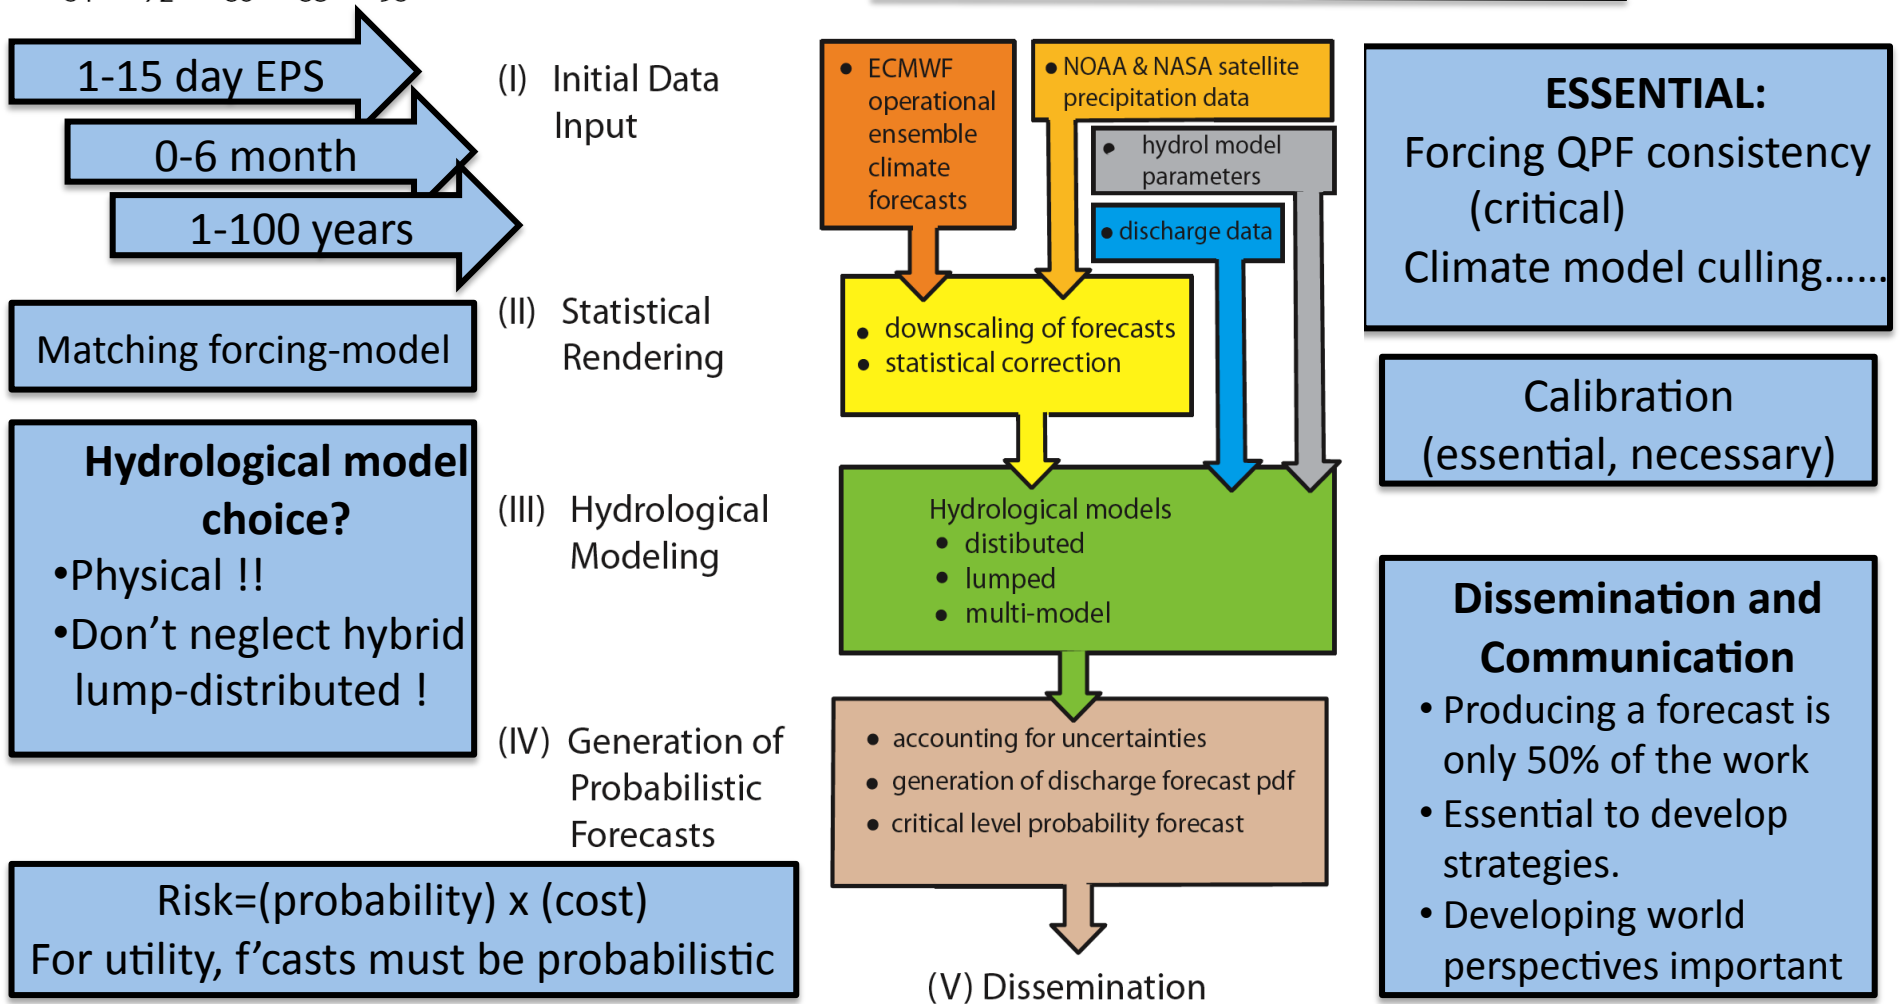 1-15 day EPS
0-6 month
1-100 years
Matching forcing-model
Hydrological model
choice?
•Physical !!
•Don’t neglect hybrid
lump-distributed !
Risk=(probability) x (cost)
For utility, f’casts must be probabilistic
(I) Initial Data
Input
(II) Statistical
Rendering
(III) Hydrological
Modeling
(IV) Generation of
Probabilistic
Forecasts
• ECMWF
operational
ensemble
climate
forecasts
• NOAA & NASA satellite
precipitation data
• hydrol model
parameters
• discharge data
• downscaling of forecasts
• statistical correction
Hydrological models
• distibuted
• lumped
• multi-model
• accounting for uncertainties
• generation of discharge forecast pdf
• critical level probability forecast
(V) Dissemination
ESSENTIAL:
Forcing QPF consistency
(critical)
Climate model culling……
Calibration
(essential, necessary)
Dissemination and
Communication
• Producing a forecast is
only 50% of the work
• Essential to develop
strategies.
• Developing world
perspectives important